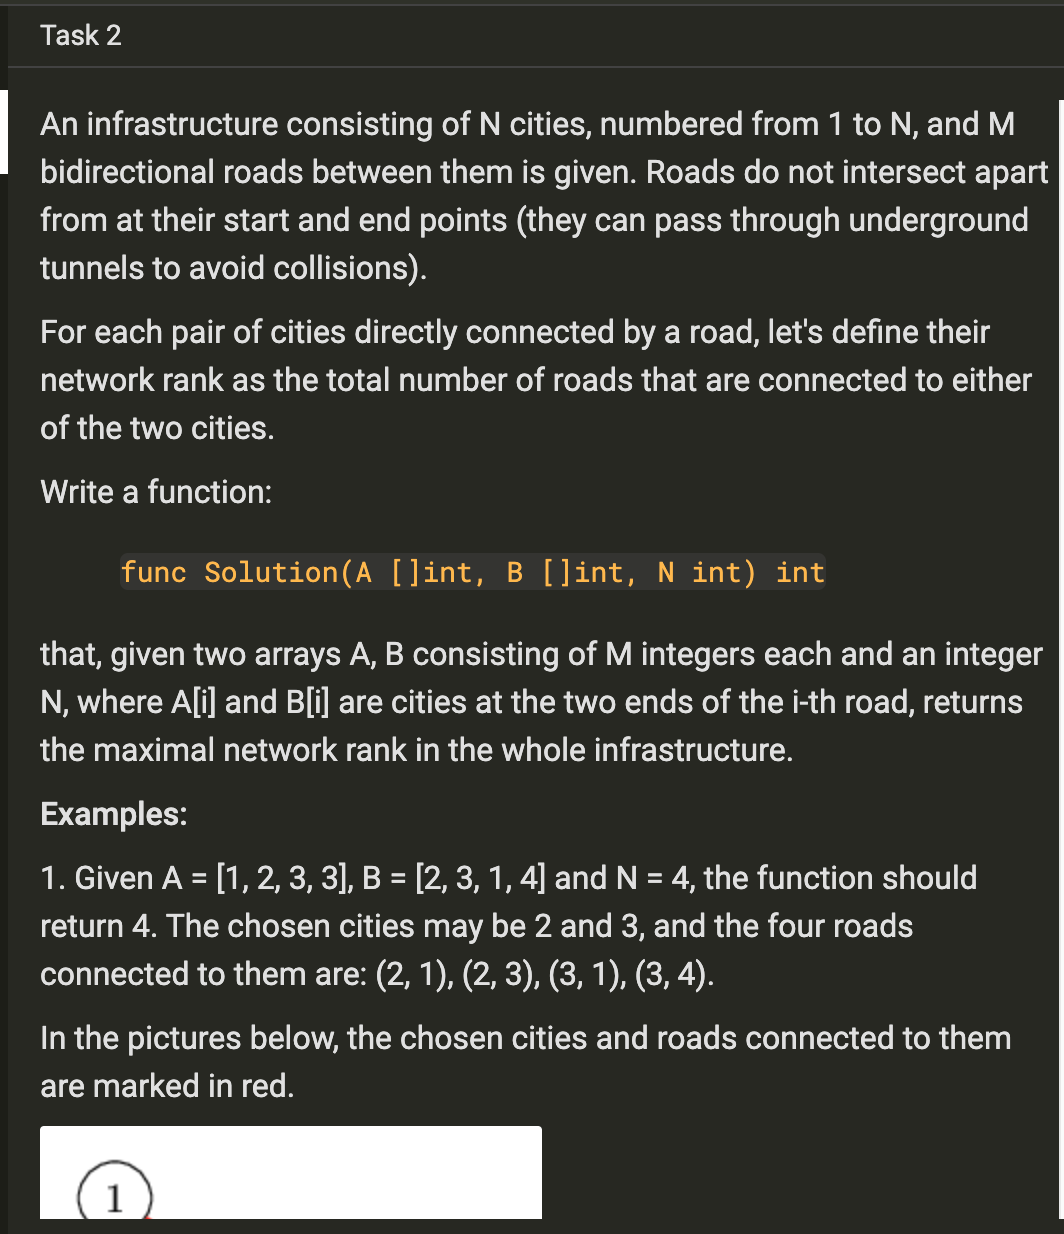 Task 2
An infrastructure consisting of N cities, numbered from 1 to N, and M
bidirectional roads between them is given. Roads do not intersect apart
from at their start and end points (they can pass through underground
tunnels to avoid collisions).
For each pair of cities directly connected by a road, let's define their
network rank as the total number of roads that are connected to either
of the two cities.
Write a function:
func Solution(A []int, B []int, N int) int
that, given two arrays A, B consisting of M integers each and an integer
N, where A[i] and B[i] are cities at the two ends of the i-th road, returns
the maximal network rank in the whole infrastructure.
Examples:
1. Given A = [1, 2, 3, 3], B = [2, 3, 1, 4] and N = 4, the function should
return 4. The chosen cities may be 2 and 3, and the four roads
connected to them are: (2, 1), (2, 3), (3, 1), (3, 4).
In the pictures below, the chosen cities and roads connected to them
are marked in red.
1